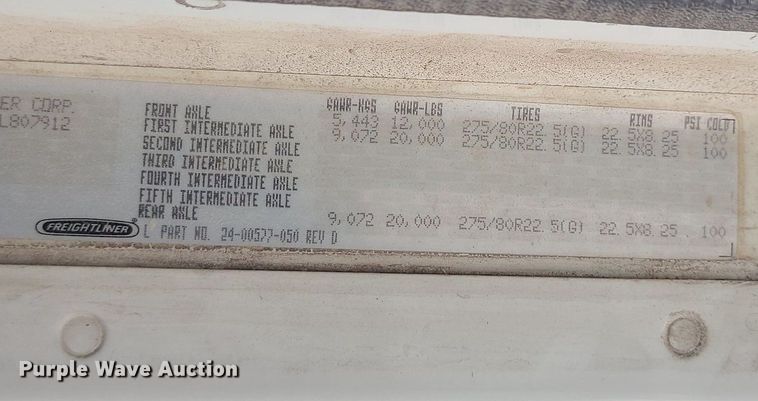 GAWR-KGS GAWR-LBS TIRES RIMS PSI COLD
ER CORP FRONT AXLE 5,443 12,000 275/80R22.5(G) 22.5X8.25 100
L807912 FIRST INTERMEDIATE AXLE 9,072 20,000 275/80R22.5(G) 22.5X8.25 100
SECOND INTERMEDIATE AXLE
THIRD INTERMEDIATE AXLE
FOURTH INTERMEDIATE AXLE
FIFTH INTERMEDIATE AXLE
REAR AXLE 9,072 20,000 275/80R22.5(G) 22.5X8.25 100
FREIGHTLINER PART NO. 24-00577-050 REV D
Purple Wave Auction